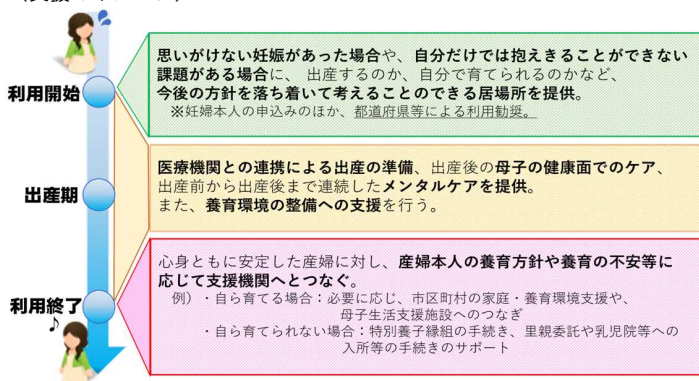 思いがけない妊娠があった場合や、自分だけでは抱えきることができない
課題がある場合に、 出産するのか、自分で育てられるのかなど、
今後の方針を落ち着いて考えることのできる居場所を提供。
※妊婦本人の申込みのほか、都道府県等による利用勧奨。
利用開始
医療機関との連携による出産の準備、出産後の母子の健康面でのケア、
出産前から出産後まで連続したメンタルケアを提供。
また、養育環境の整備への支援を行う。
出産期
心身ともに安定した産婦に対し、産婦本人の養育方針や養育の不安等に
応じて支援機関へとつなぐ。
例）・自ら育てる場合：必要に応じ、市区町村の家庭・養育環境支援や、
母子生活支援施設へのつなぎ
・自ら育てられない場合：特別養子縁組の手続き、里親委託や乳児院等への
入所等の手続きのサポート
利用終了
♪